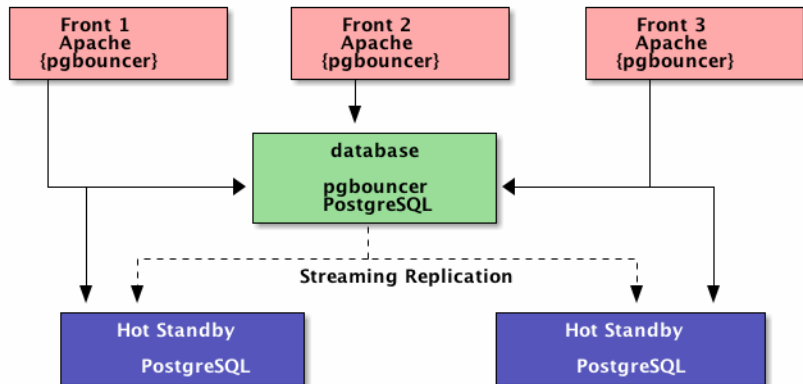 Front 1
Apache
{pgbouncer}
Front 2
Apache
{pgbouncer}
Front 3
Apache
{pgbouncer}
database
pgbouncer
PostgreSQL
Streaming Replication
Hot Standby
PostgreSQL
Hot Standby
PostgreSQL